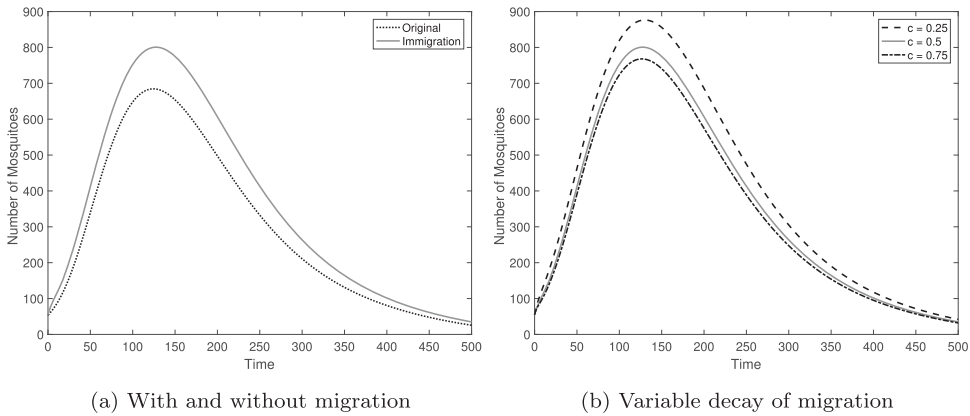 900
800
700
600
500
400
300
200
100
0
Number of Mosquitoes
Original
Immigration
0 50 100 150 200 250 300 350 400 450 500
Time
(a) With and without migration
900
800
700
600
500
400
300
200
100
0
Number of Mosquitoes
c = 0.25
c = 0.5
c = 0.75
0 50 100 150 200 250 300 350 400 450 500
Time
(b) Variable decay of migration